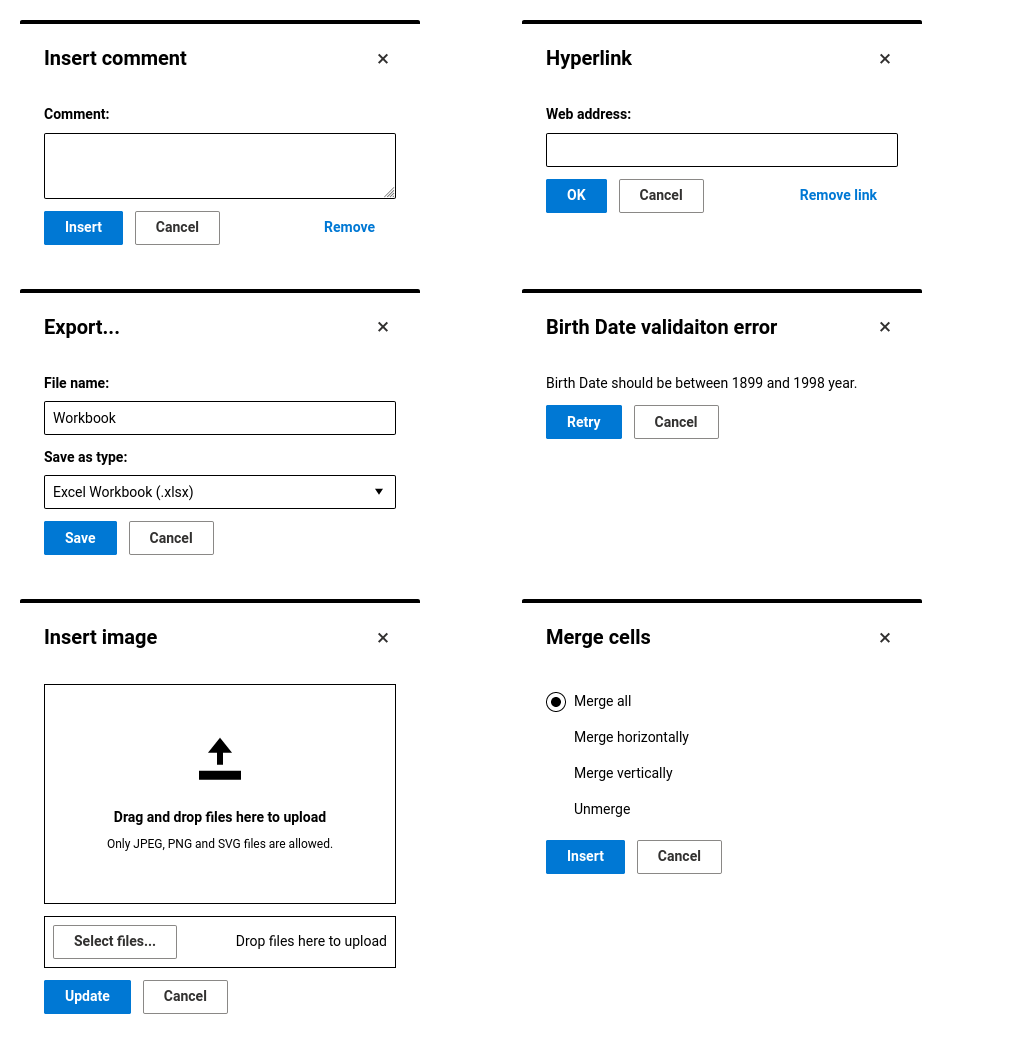 Insert comment
Comment:
Insert
Cancel
Remove
Hyperlink
Web address:
OK
Cancel
Remove link
Export...
File name:
Workbook
Save as type:
Excel Workbook (.xlsx)
Save
Cancel
Birth Date validaiton error
Birth Date should be between 1899 and 1998 year.
Retry
Cancel
Insert image
Drag and drop files here to upload
Only JPEG, PNG and SVG files are allowed.
Select files...
Drop files here to upload
Update
Cancel
Merge cells
Merge all
Merge horizontally
Merge vertically
Unmerge
Insert
Cancel